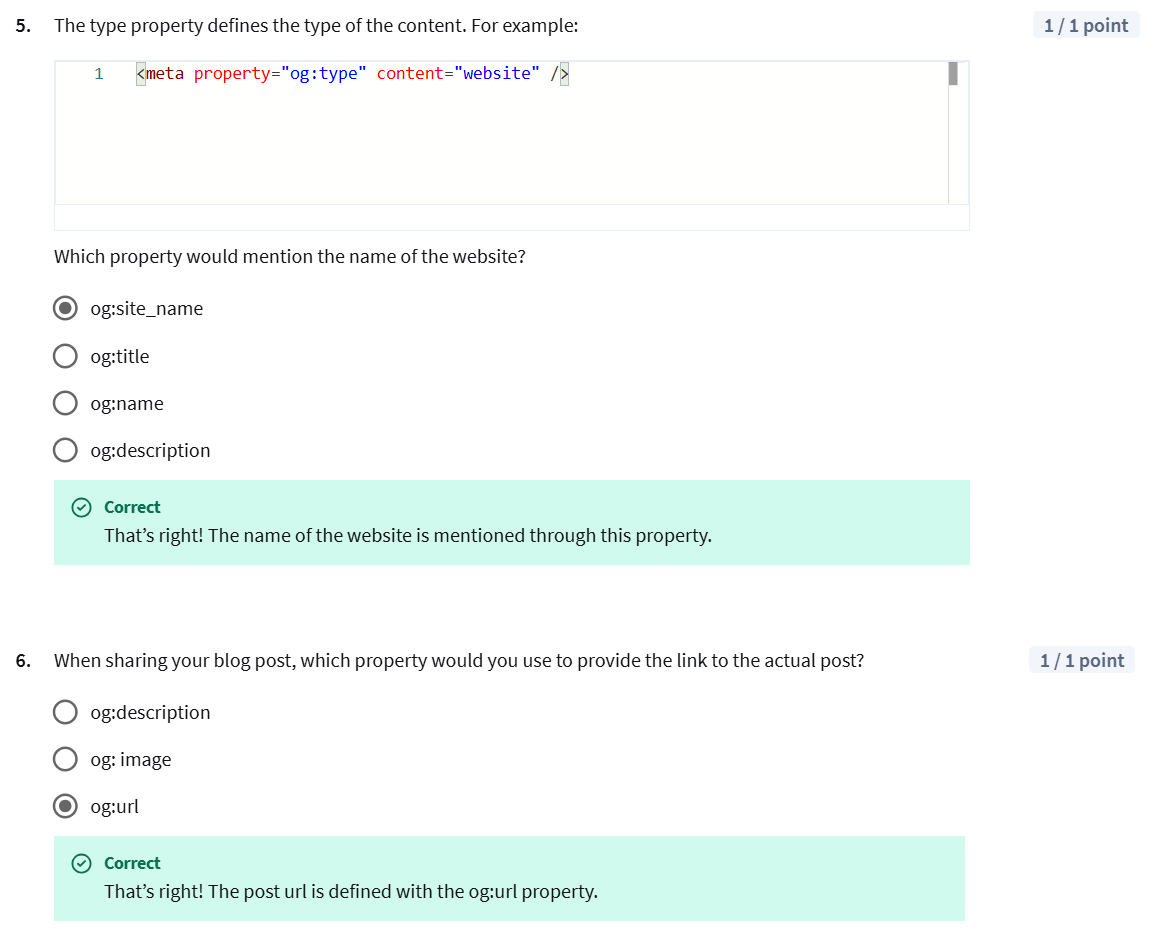 5. The type property defines the type of the content. For example: 1 / 1 point
1 <meta property="og:type" content="website" />
Which property would mention the name of the website?
og:site_name
og:title
og:name
og:description
Correct
That’s right! The name of the website is mentioned through this property.
6. When sharing your blog post, which property would you use to provide the link to the actual post? 1 / 1 point
og:description
og: image
og:url
Correct
That’s right! The post url is defined with the og:url property.